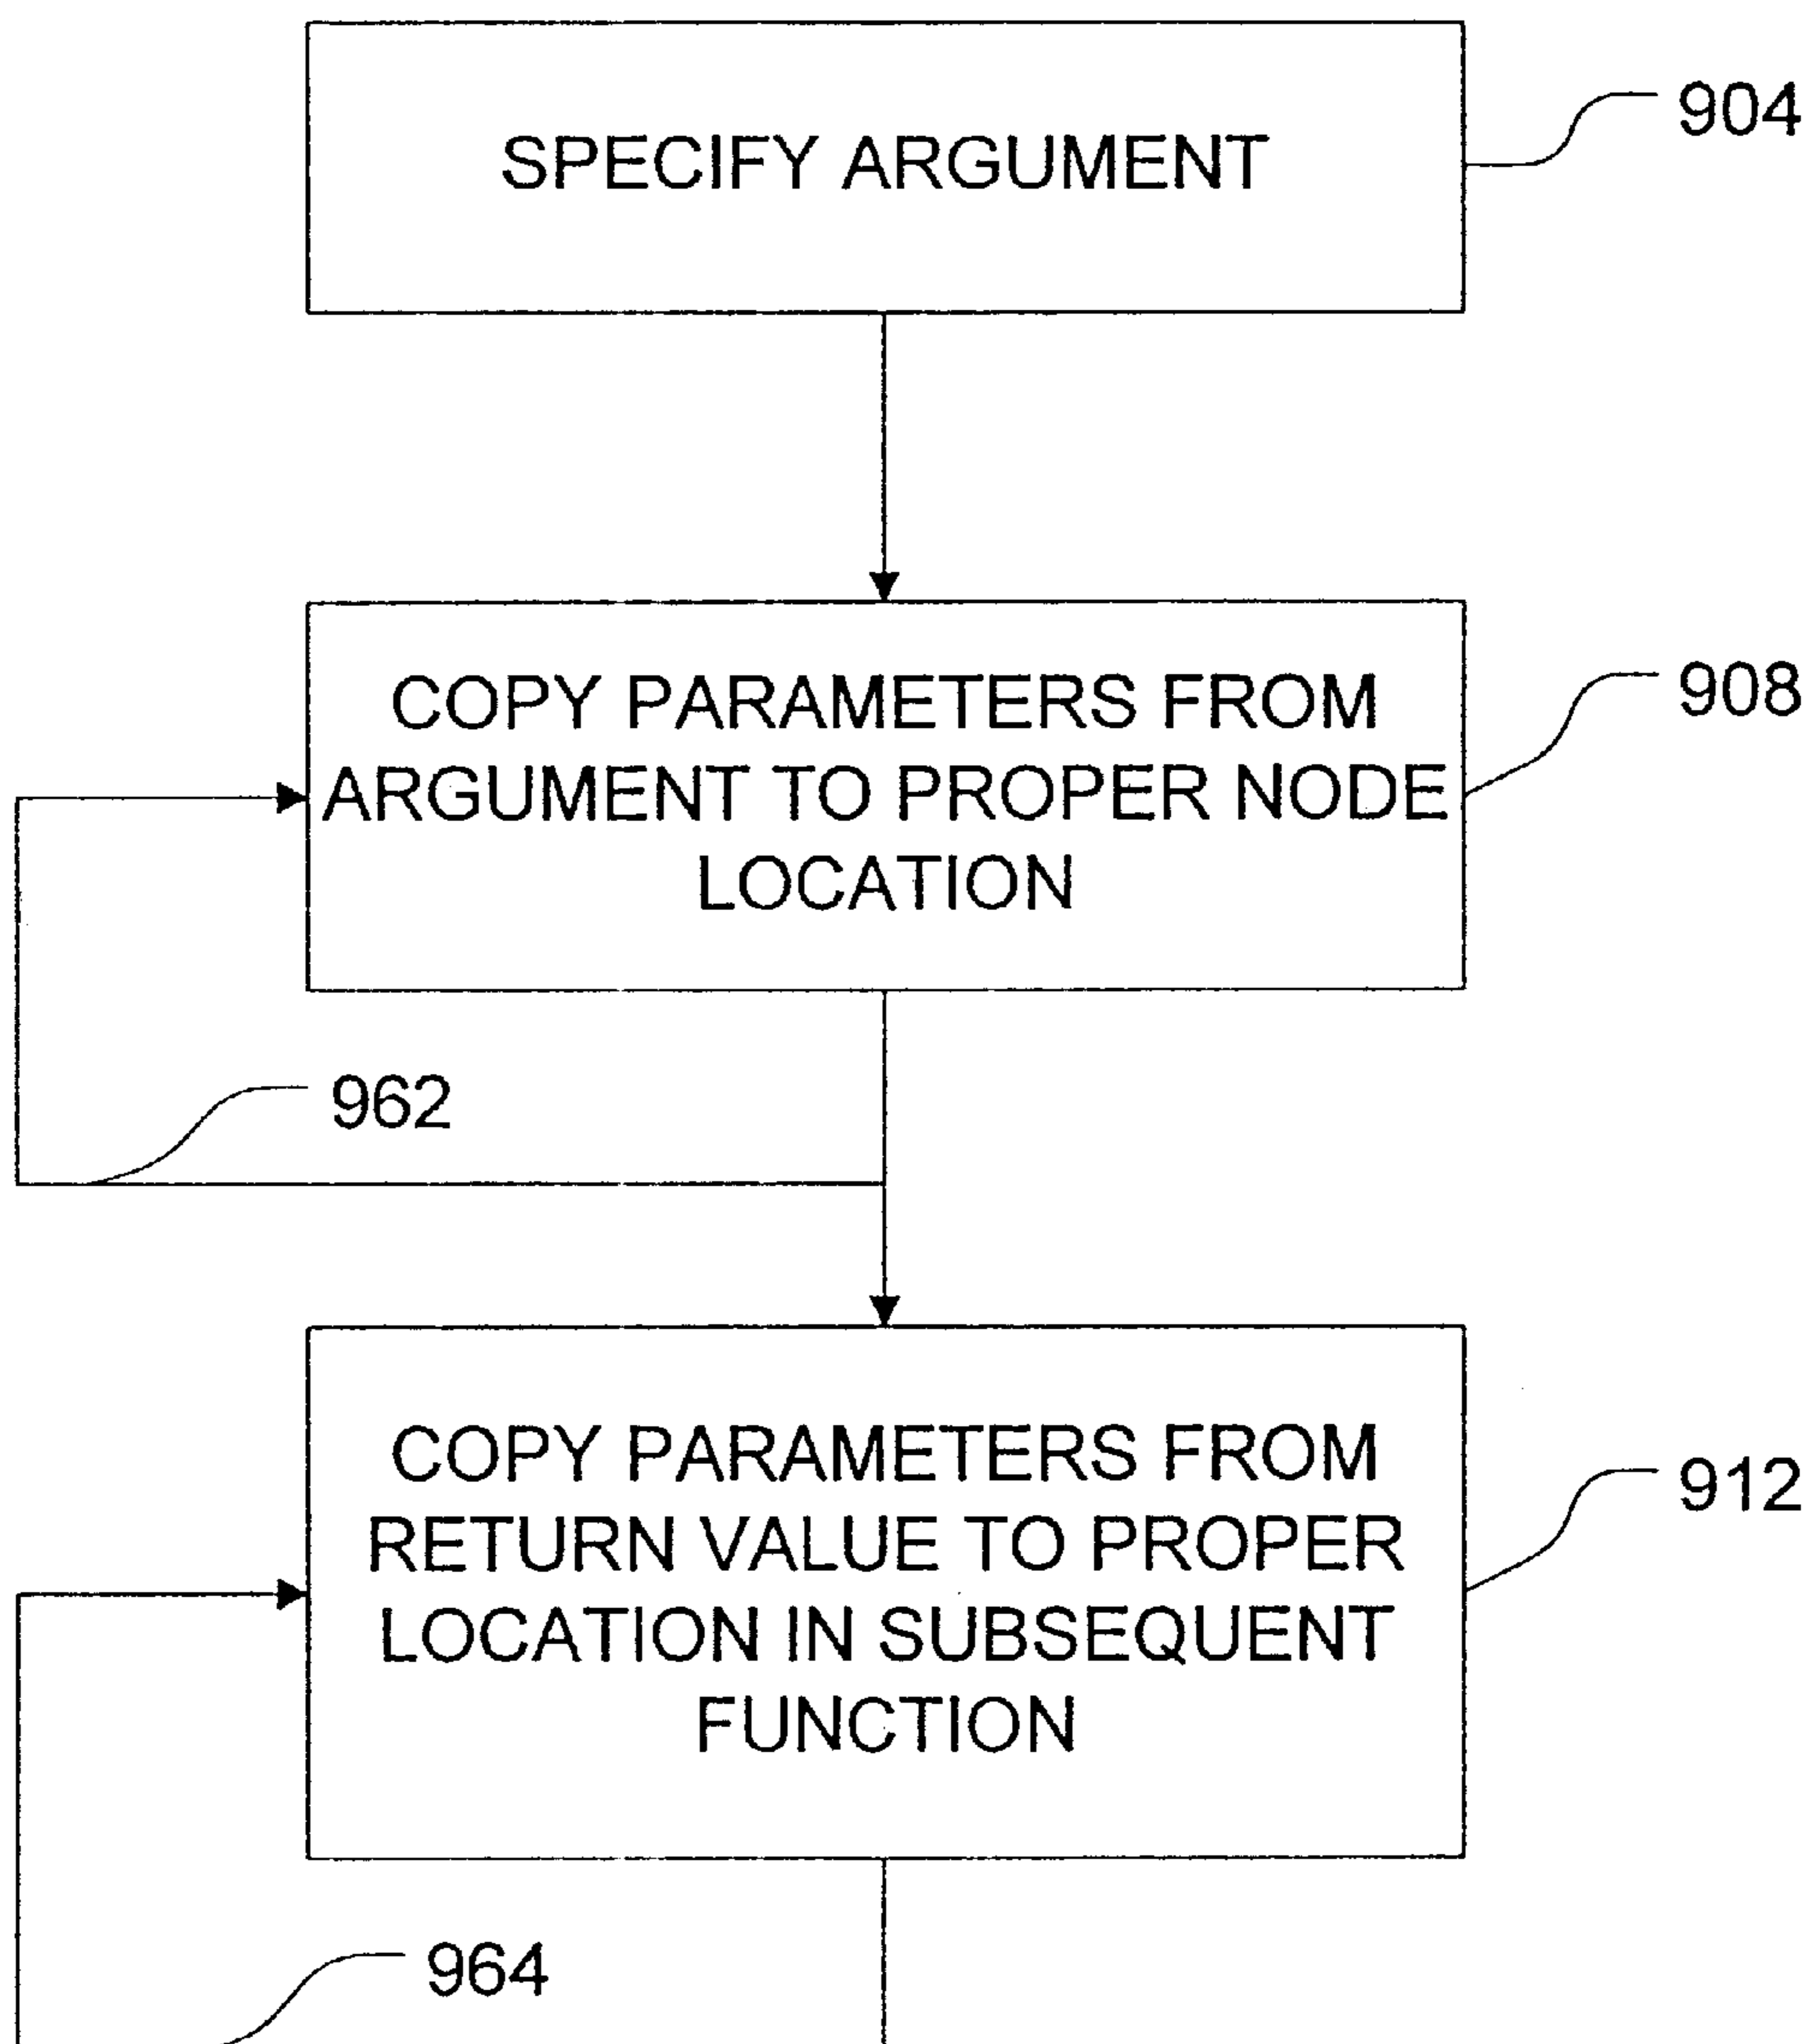 SPECIFY ARGUMENT
904
COPY PARAMETERS FROM
ARGUMENT TO PROPER NODE
LOCATION
908
962
COPY PARAMETERS FROM
RETURN VALUE TO PROPER
LOCATION IN SUBSEQUENT
FUNCTION
912
964